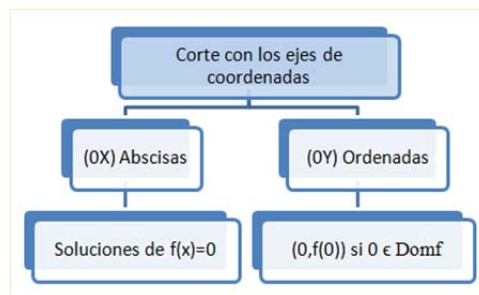 Corte con los ejes de
coordenadas
(0X) Abscisas
(0Y) Ordenadas
Soluciones de f(x)=0
(0,f(0)) si 0 ϵ Domf